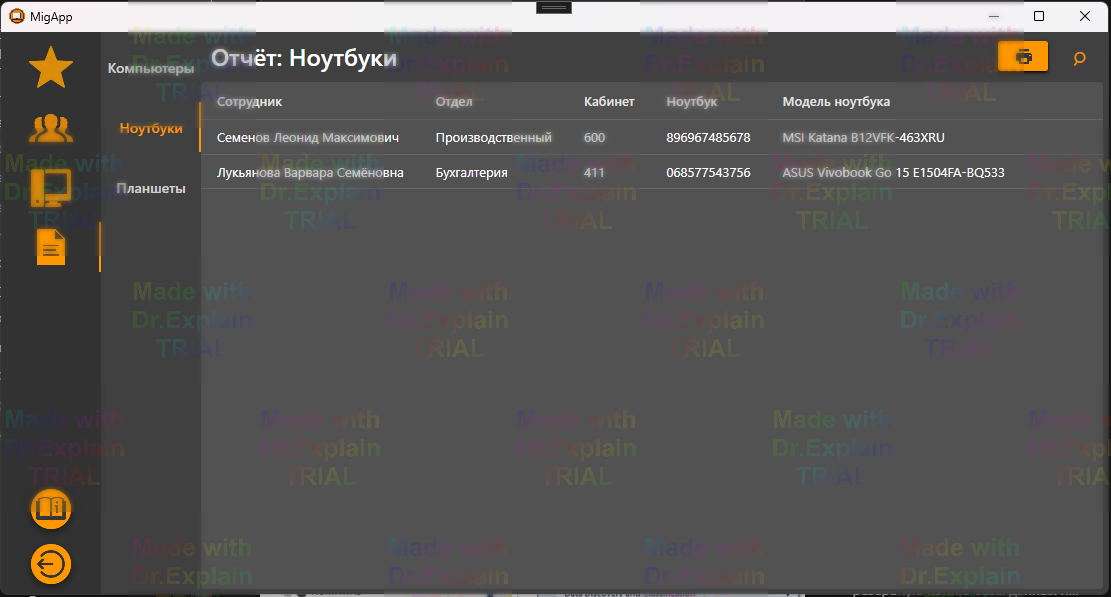 MigApp
Отчёт: Ноутбуки
Компьютеры
Ноутбуки
Планшеты
Сотрудник Отдел Кабинет Ноутбук Модель ноутбука
Семенов Леонид Максимович Производственный 600 896967485678 MSI Katana B12VFK-463XRU
Лукьянова Варвара Семёновна Бухгалтерия 411 068577543756 ASUS Vivobook Go 15 E1504FA-BQ533
Made with
Dr.Explain
TRIAL